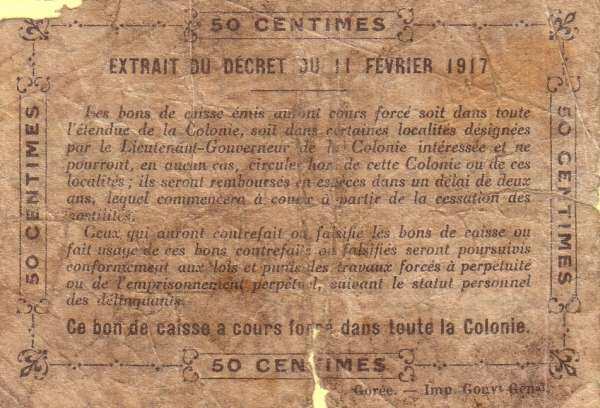 50 CENTIMES
EXTRAIT DU DÉCRET DU 11 FÉVRIER 1917
50 CENTIMES
50 CENTIMES
Les bons de caisse émis auront cours forcé soit dans toute
l'étendue de la Colonie, soit dans certaines localités désignées
par le Lieutenant-Gouverneur de la Colonie intéressée et ne
pourront, en aucun cas, circuler hors de cette Colonie ou de ces
localités ; ils seront remboursés en espèces dans un délai de deux
ans, lequel commencera à courir à partir de la cessation des
hostilités.
Ceux qui auront contrefait ou falsifié les bons de caisse ou
fait usage de ces bons contrefaits ou falsifiés seront poursuivis
conformément aux lois et punis des travaux forcés à perpétuité
ou de l'emprisonnement perpétuel, suivant le statut personnel
des délinquants.
Ce bon de caisse a cours forcé dans toute la Colonie.
50 CENTIMES
Gorée. — Imp. Gouvt Génal.